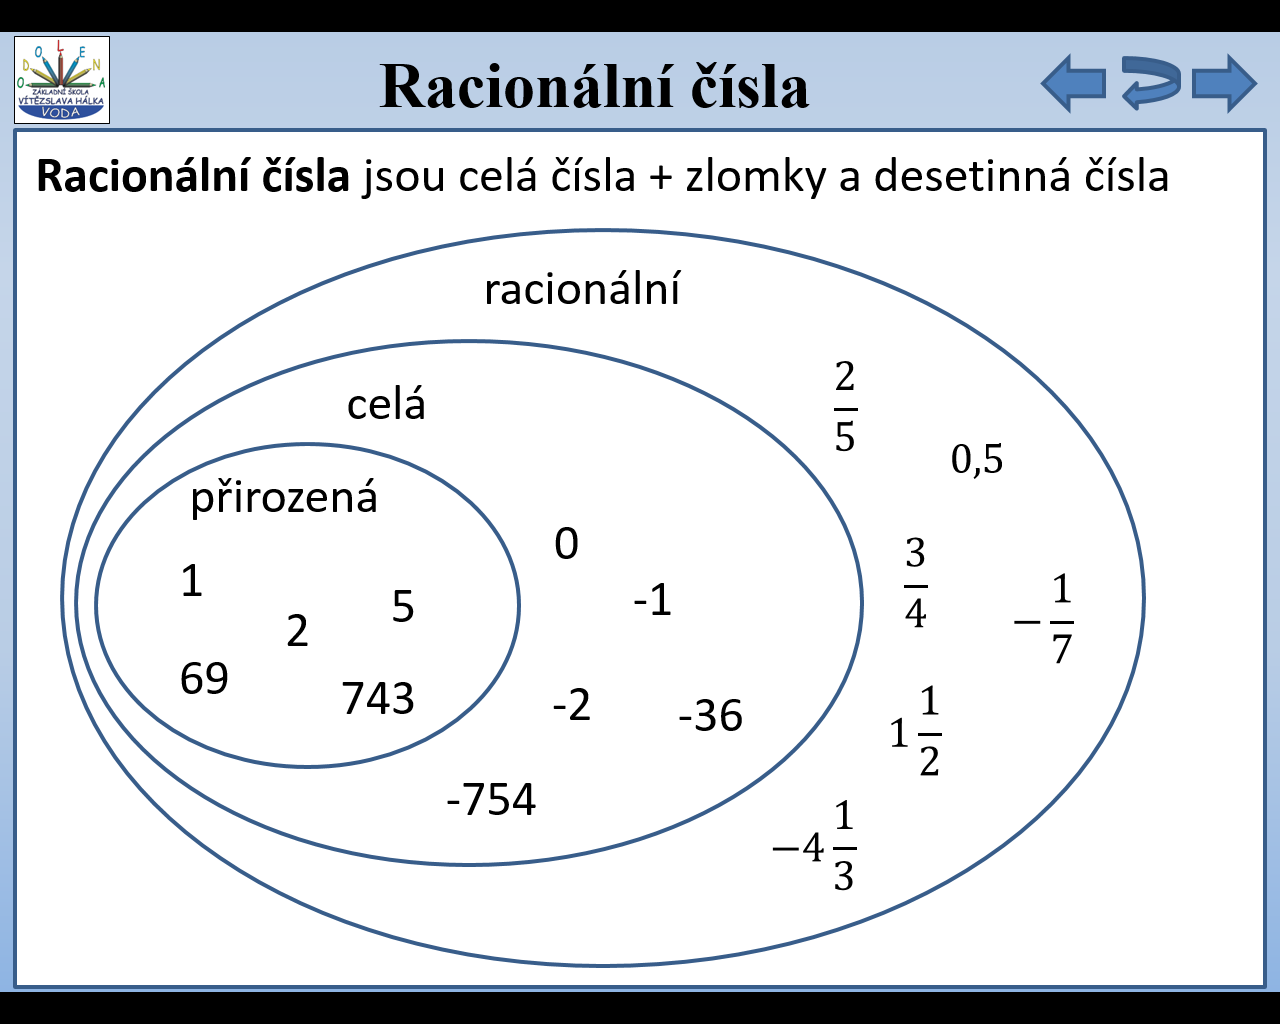 DOLENA
O
ZÁKLADNÍ ŠKOLA
VÍTĚZSLAVA HÁLKA
VODA
Racionální čísla
Racionální čísla jsou celá čísla + zlomky a desetinná čísla
racionální
celá
přirozená
2/5
0,5
0
1
5
-1
3/4
-1/7
2
69
743
-2
-36
1 1/2
-754
-4 1/3